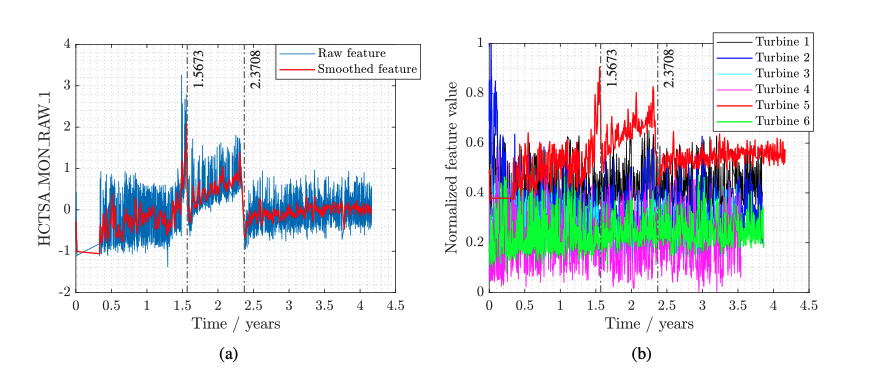 4
3
2
1
0
-1
-2
HCTSA_MON_RAW_1
1.5673
2.3708
Raw feature
Smoothed feature
0 0.5 1 1.5 2 2.5 3 3.5 4 4.5
Time / years
(a)
1
0.8
0.6
0.4
0.2
0
Normalized feature value
1.5673
2.3708
Turbine 1
Turbine 2
Turbine 3
Turbine 4
Turbine 5
Turbine 6
0 0.5 1 1.5 2 2.5 3 3.5 4 4.5
Time / years
(b)